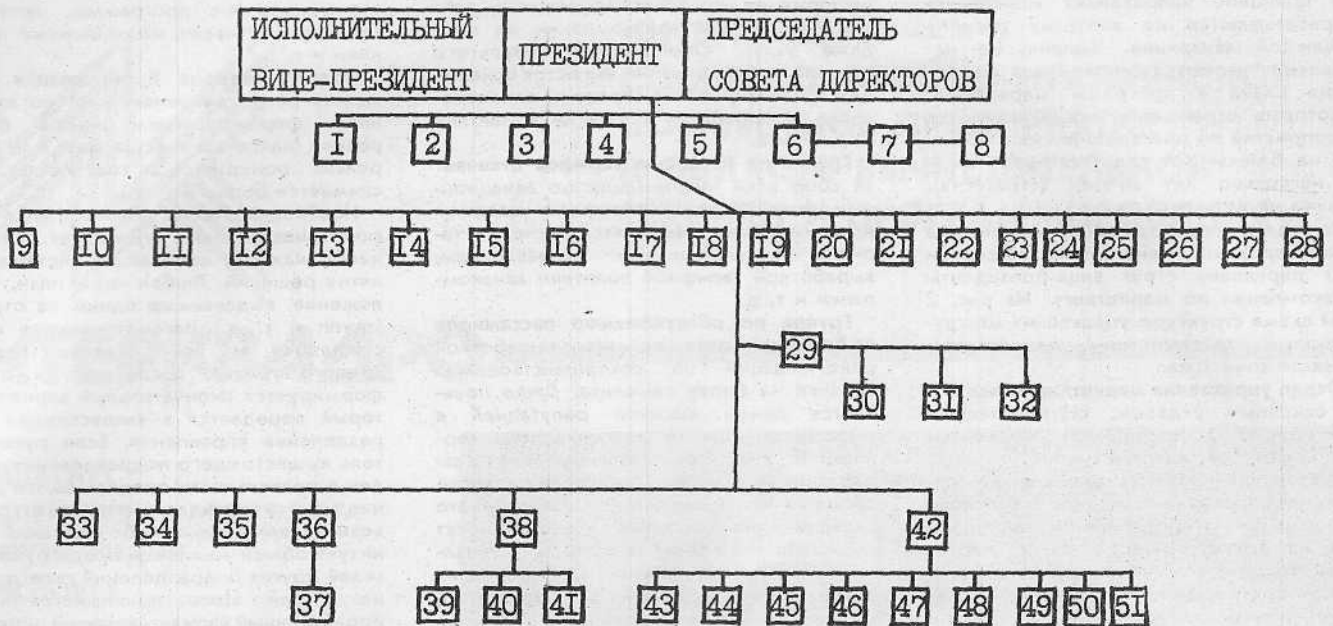 ИСПОЛНИТЕЛЬНЫЙ
ВИЦЕ-ПРЕЗИДЕНТ
ПРЕЗИДЕНТ
ПРЕДСЕДАТЕЛЬ
СОВЕТА ДИРЕКТОРОВ
1 2 3 4 5 6 7 8
9 10 11 12 13 14 15 16 17 18 19 20 21 22 23 24 25 26 27 28
29
30 31 32
33 34 35 36 38 42
37 39 40 41 43 44 45 46 47 48 49 50 51